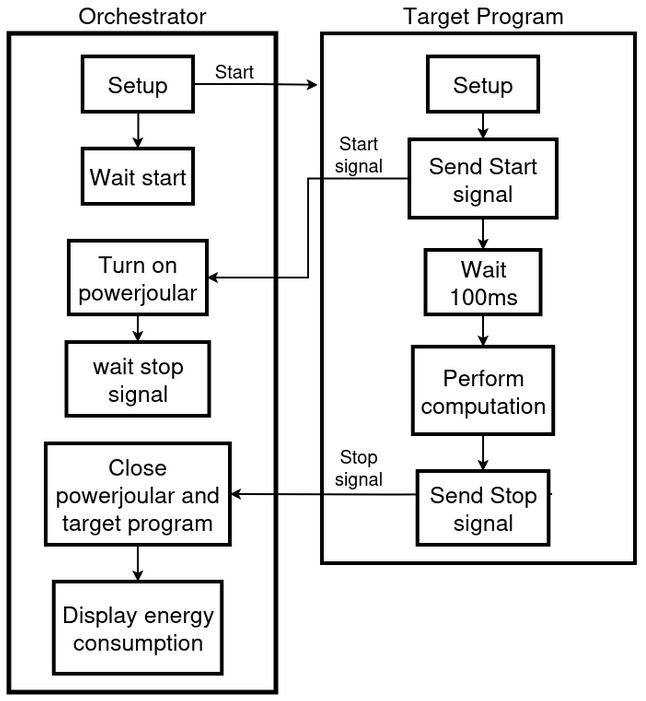 Orchestrator
Target Program
Setup
Start
Setup
Wait start
Start
signal
Send Start
signal
Turn on
powerjoular
Wait
100ms
wait stop
signal
Perform
computation
Close
powerjoular and
target program
Stop
signal
Send Stop
signal
Display energy
consumption